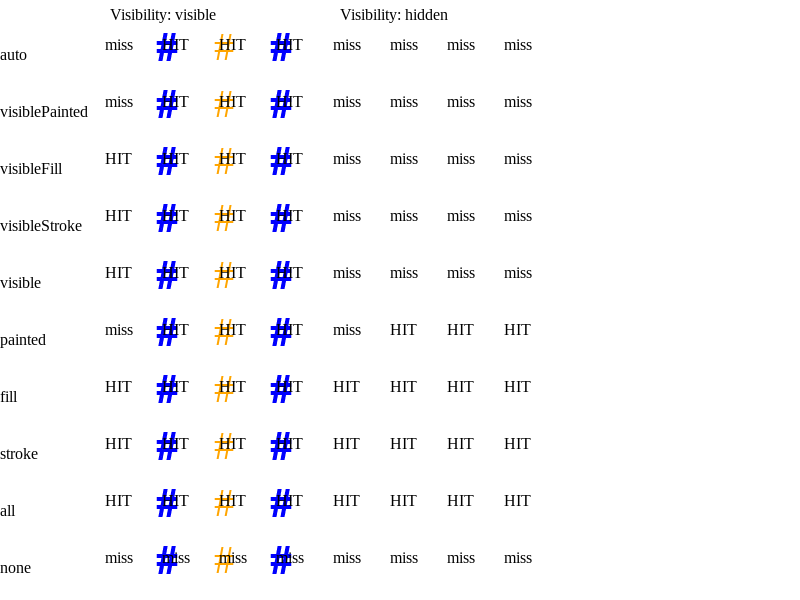 Visibility: visible Visibility: hidden
auto miss # HIT # HIT # HIT miss miss miss miss
visiblePainted miss # HIT # HIT # HIT miss miss miss miss
visibleFill HIT # HIT # HIT # HIT miss miss miss miss
visibleStroke HIT # HIT # HIT # HIT miss miss miss miss
visible HIT # HIT # HIT # HIT miss miss miss miss
painted miss # HIT # HIT # HIT miss HIT HIT HIT
fill HIT # HIT # HIT # HIT HIT HIT HIT HIT
stroke HIT # HIT # HIT # HIT HIT HIT HIT HIT
all HIT # HIT # HIT # HIT HIT HIT HIT HIT
none miss # miss # miss # miss miss miss miss miss